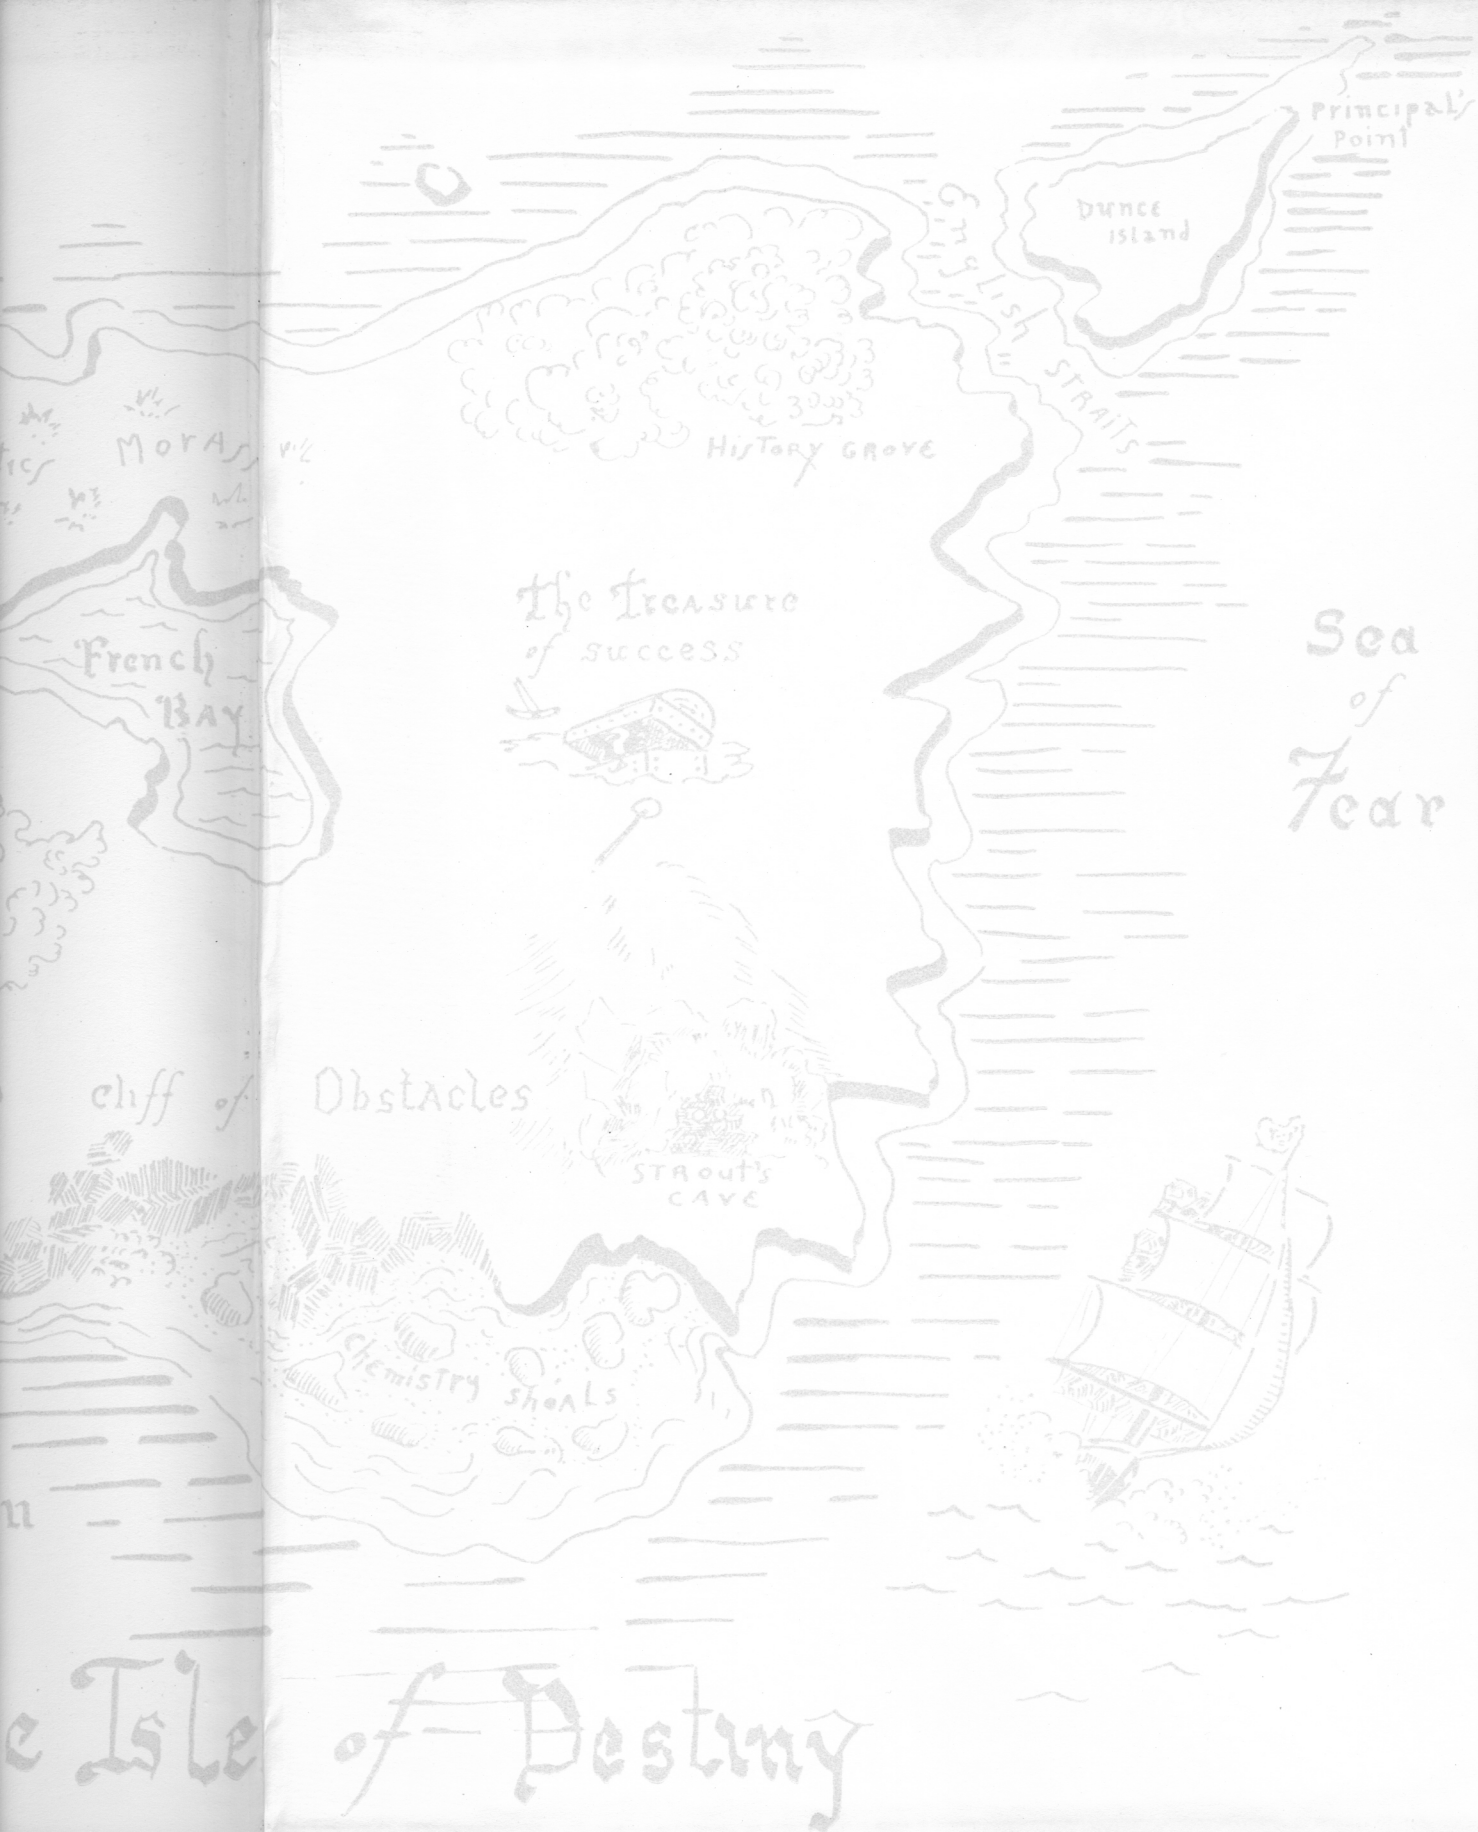 Principal's
Point
Dunce
Island
English Straits
tics
Morass
History Grove
The Treasure
of success
French
Bay
Sea
of
Fear
Cliff of Obstacles
Strout's
Cave
Chemistry Shoals
n
e Isle of Destiny